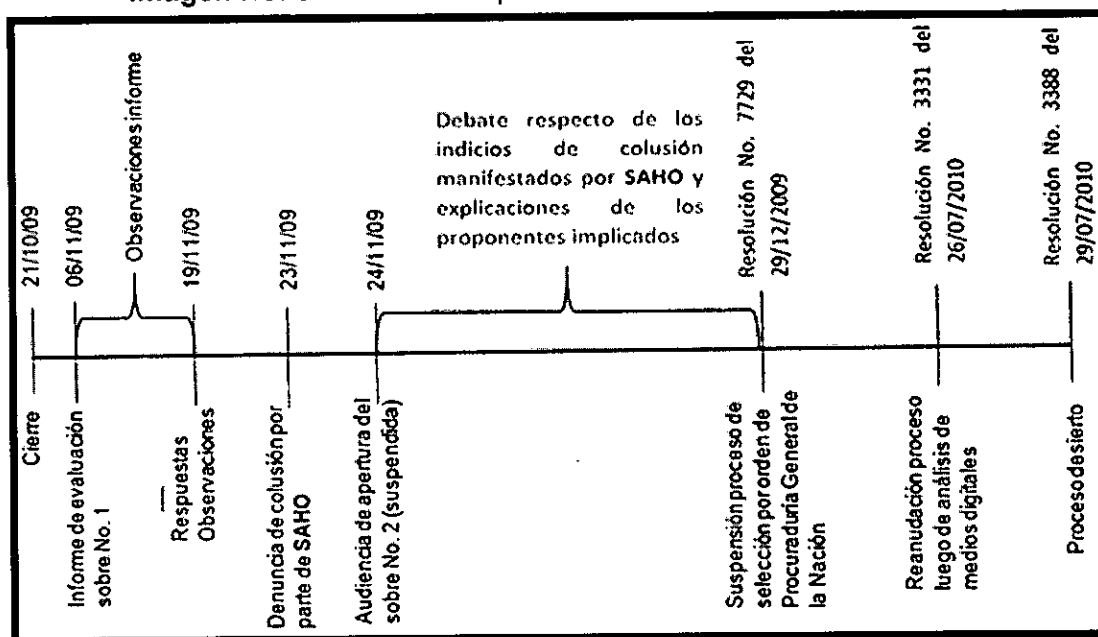 Cierre
21/10/09
Informe de evaluación
sobre No. 1
06/11/09
Observaciones informe
Respuestas
Observaciones
19/11/09
Denuncia de colusión por
parte de SAHO
23/11/09
Audiencia de apertura del
sobre No. 2 (suspendida)
24/11/09
Debate respecto de los
indicios de colusión
manifestados por SAHO y
explicaciones de los
proponentes implicados
Suspensión proceso de
selección por orden de
Procuraduría General de
la Nación
Resolución No. 7729 del
29/12/2009
Reanudación proceso
luego de análisis de
medios digitales
Resolución No. 3331 del
26/07/2010
Proceso desierto
Resolución No. 3388 del
29/07/2010